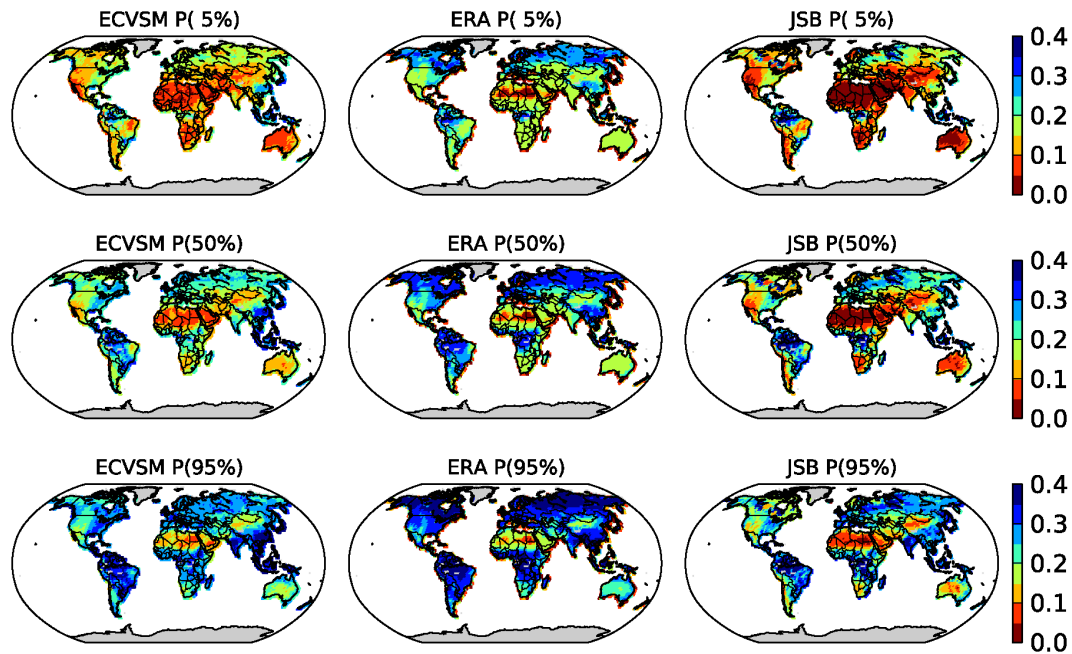 ECVSM P( 5%)
ERA P( 5%)
JSB P( 5%)
0.4
0.3
0.2
0.1
0.0
ECVSM P(50%)
ERA P(50%)
JSB P(50%)
0.4
0.3
0.2
0.1
0.0
ECVSM P(95%)
ERA P(95%)
JSB P(95%)
0.4
0.3
0.2
0.1
0.0